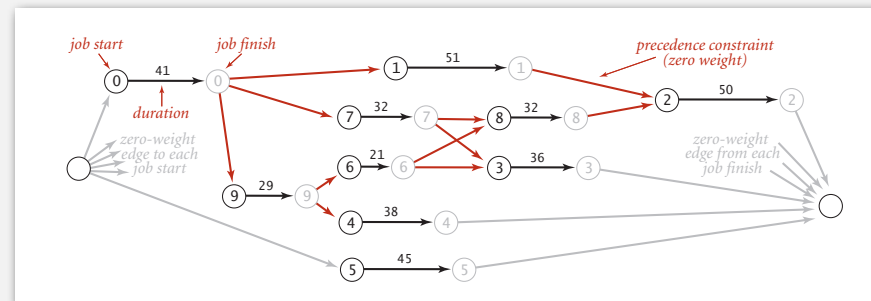 job start
job finish
precedence constraint
(zero weight)
0
41
0
1
51
1
duration
7
32
7
8
32
8
2
50
2
zero-weight
edge to each
job start
zero-weight
edge from each
job finish
6
21
6
3
36
3
9
29
9
4
38
4
5
45
5